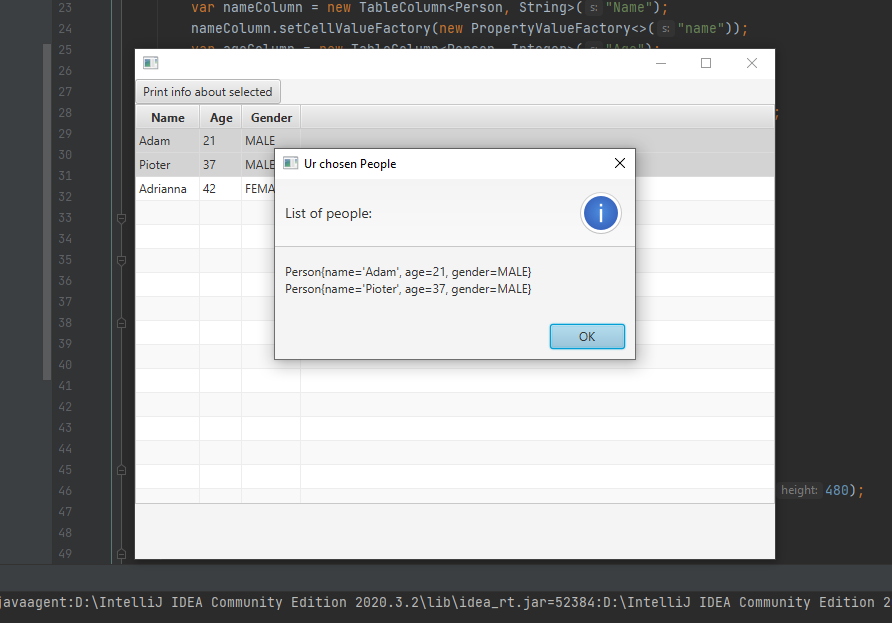 23 var nameColumn = new TableColumn<Person, String>( s: "Name");
24 nameColumn.setCellValueFactory(new PropertyValueFactory<>( s: "name"));
25 var ageColumn = new TableColumn<Person, Integer>( s: "Age");
26
27
28 ;
29
30
31
32
33
34
35
36
37
38
39
40
41
42
43
44
45
46 height: 480);
47
48
49
Print info about selected
Name Age Gender
Adam 21 MALE
Pioter 37 MALE
Adrianna 42 FEMA
Ur chosen People
List of people:
i
Person{name='Adam', age=21, gender=MALE}
Person{name='Pioter', age=37, gender=MALE}
OK
javaagent:D:\IntelliJ IDEA Community Edition 2020.3.2\lib\idea_rt.jar=52384:D:\IntelliJ IDEA Community Edition 2